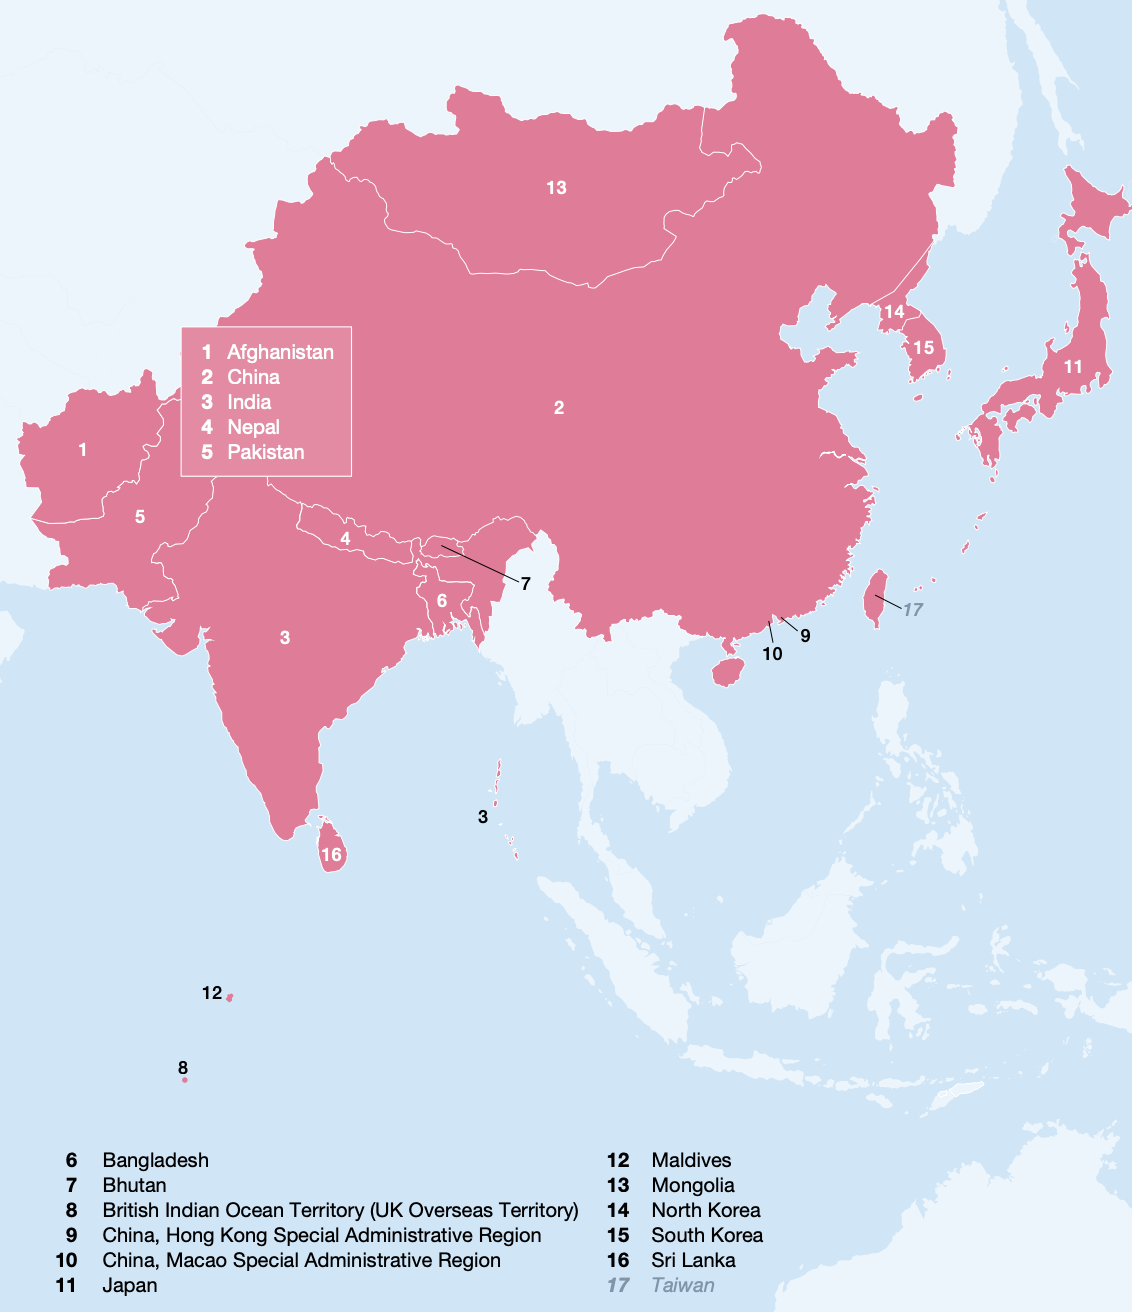 13
14
15
11
2
1 Afghanistan
2 China
3 India
4 Nepal
5 Pakistan
1
5
4
7
6
17
3
9
10
3
16
12
8
6 Bangladesh
7 Bhutan
8 British Indian Ocean Territory (UK Overseas Territory)
9 China, Hong Kong Special Administrative Region
10 China, Macao Special Administrative Region
11 Japan
12 Maldives
13 Mongolia
14 North Korea
15 South Korea
16 Sri Lanka
17 Taiwan